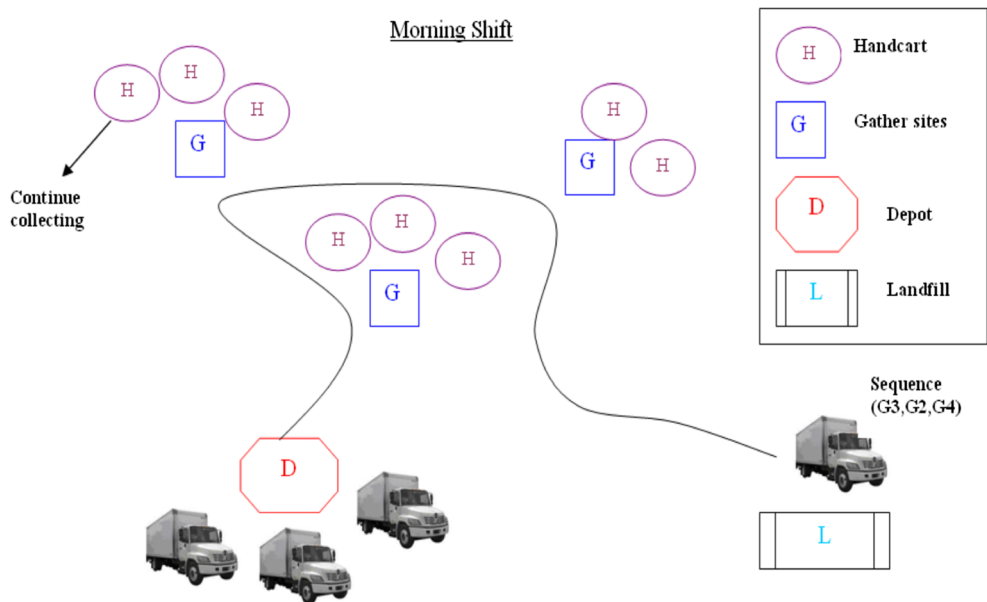 Morning Shift
H
H
H
G
Continue
collecting
H
G
H
H
H
H
G
D
Sequence
(G3,G2,G4)
L
H
Handcart
G
Gather sites
D
Depot
L
Landfill